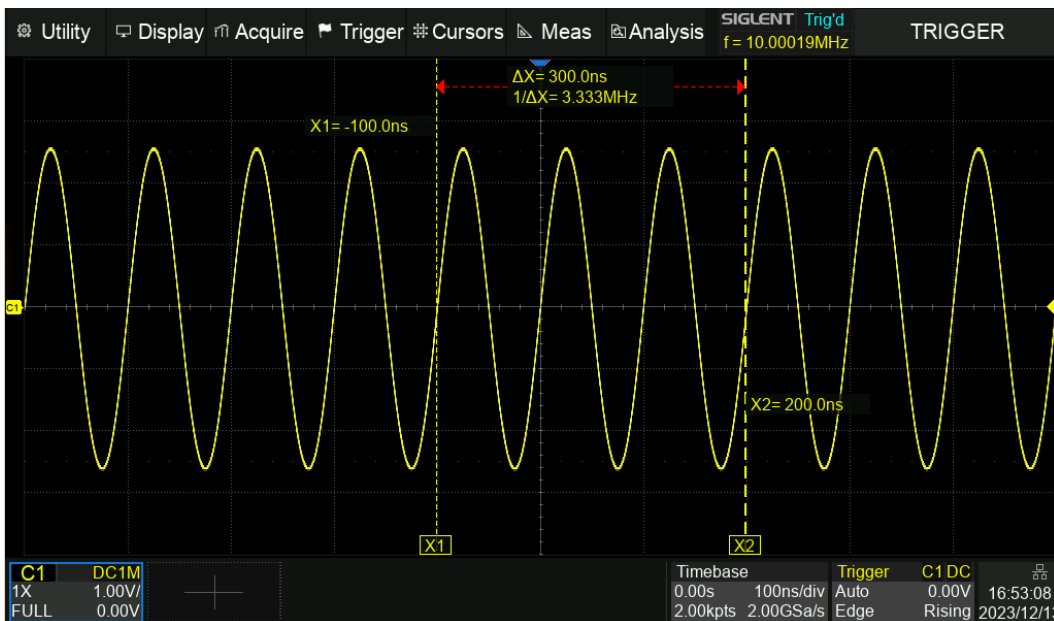 Utility Display Acquire Trigger Cursors Meas Analysis
SIGLENT Trig'd
f = 10.00019MHz
TRIGGER
ΔX= 300.0ns
1/ΔX= 3.333MHz
X1= -100.0ns
C1
X2= 200.0ns
X1 X2
C1 DC1M
1X 1.00V/
FULL 0.00V
Timebase
0.00s 100ns/div
2.00kpts 2.00GSa/s
Trigger C1 DC
Auto 0.00V
Edge Rising
16:53:08